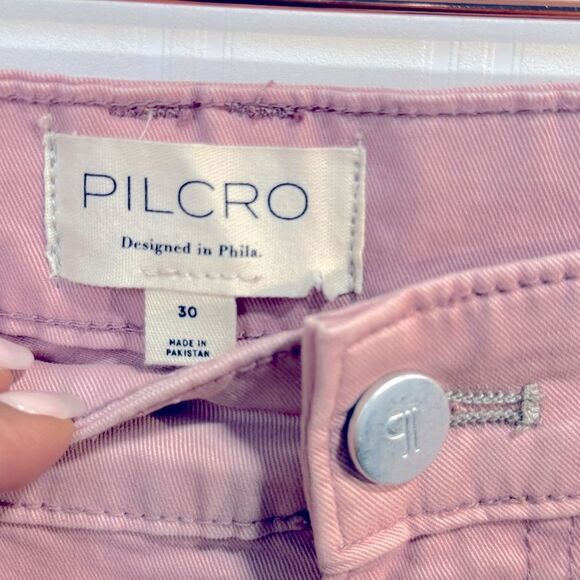 PILCRO
Designed in Phila.
30
MADE IN
PAKISTAN
¶